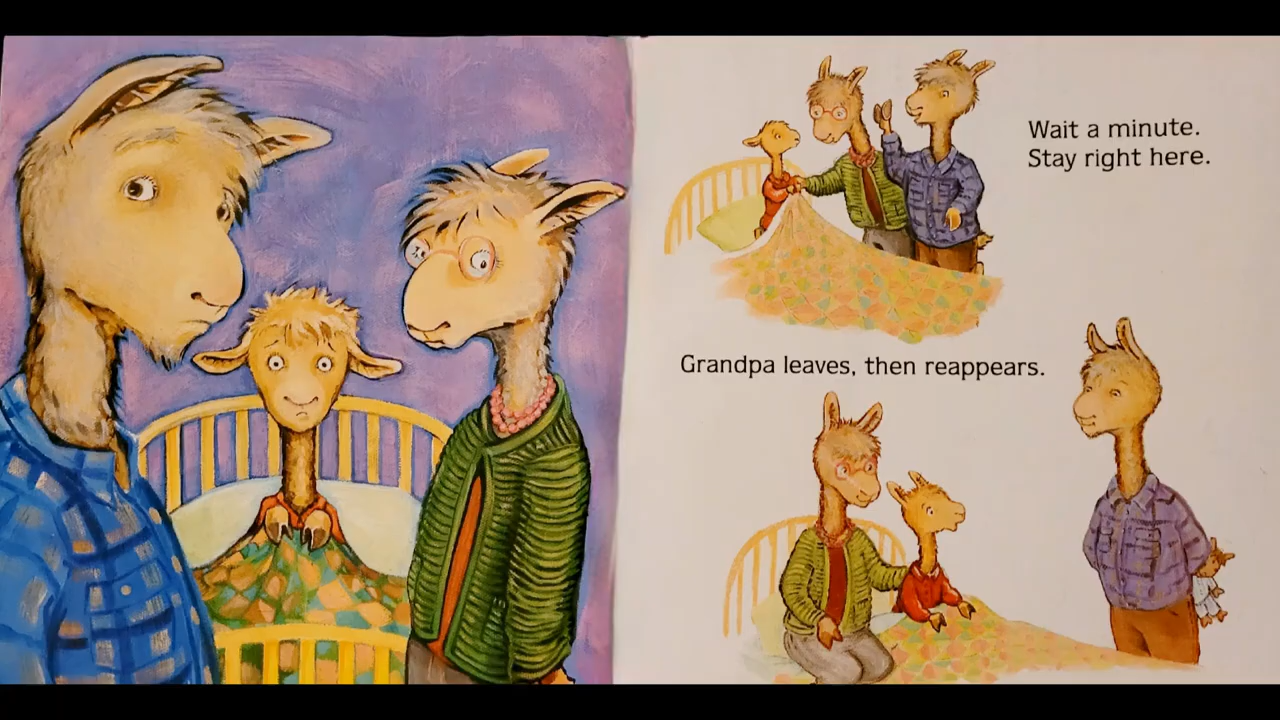 Wait a minute.
Stay right here.
Grandpa leaves, then reappears.